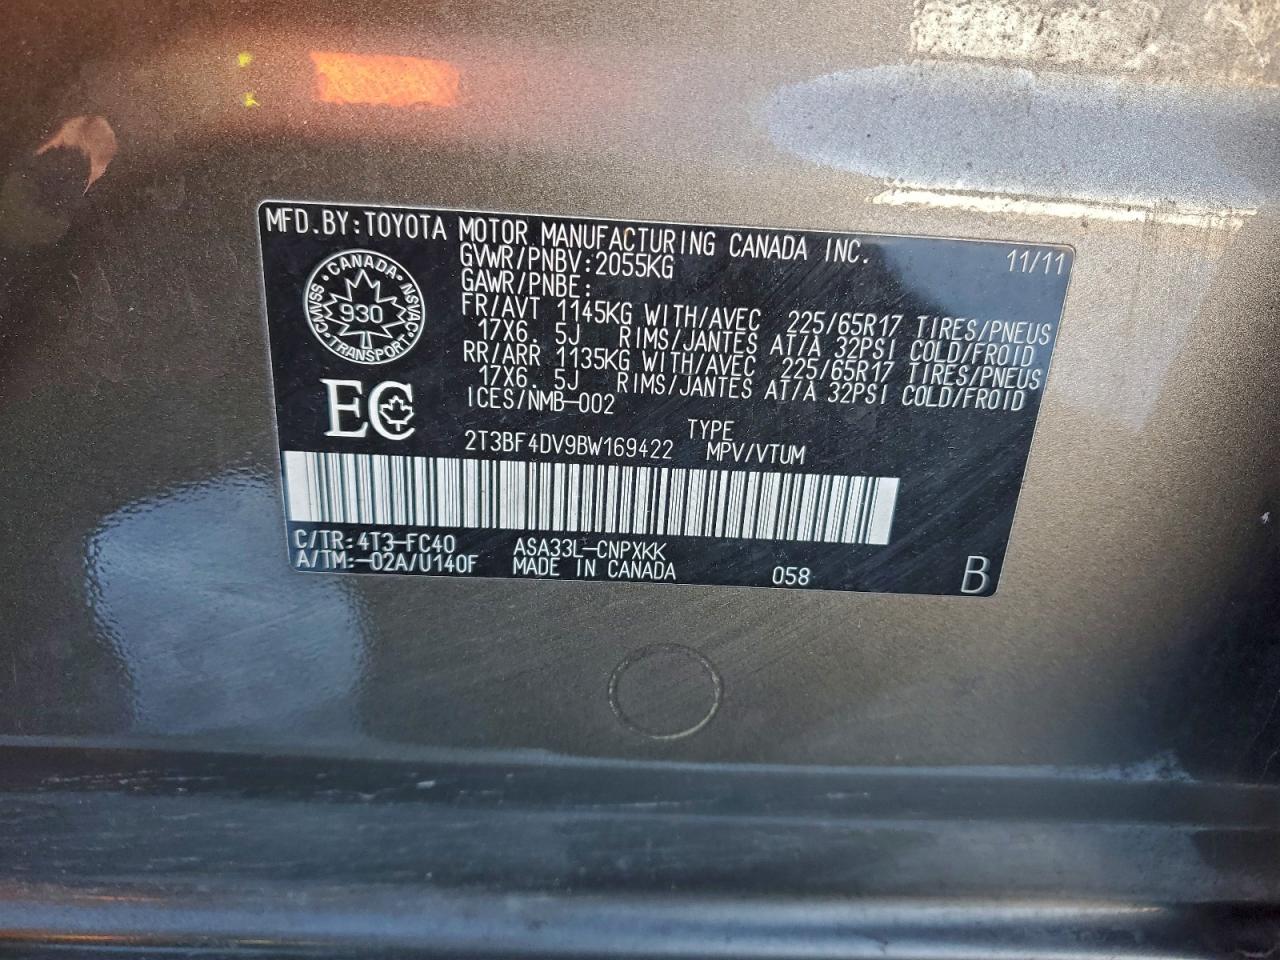 MFD.BY:TOYOTA MOTOR MANUFACTURING CANADA INC. 11/11
GVWR/PNBV:2055KG
GAWR/PNBE:
FR/AVT 1145KG WITH/AVEC 225/65R17 TIRES/PNEUS
17X6.5J RIMS/JANTES AT/A 32PSI COLD/FROID
RR/ARR 1135KG WITH/AVEC 225/65R17 TIRES/PNEUS
17X6.5J RIMS/JANTES AT/A 32PSI COLD/FROID
ICES/NMB-002
CANADA · NSVAC · TRANSPORT · CMVSS
930
EC
TYPE
2T3BF4DV9BW169422 MPV/VTUM
C/TR:4T3-FC40 ASA33L-CNPXKK
A/TM:-02A/U140F MADE IN CANADA 058 B